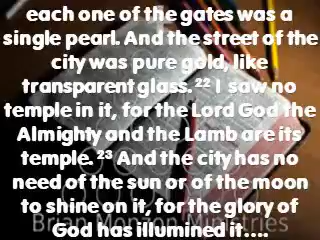 each one of the gates was a
single pearl. And the street of the
city was pure gold, like
transparent glass. ²² I saw no
temple in it, for the Lord God the
Almighty and the Lamb are its
temple. ²³ And the city has no
need of the sun or of the moon
to shine on it, for the glory of
God has illumined it....
Brian Monzon Ministries